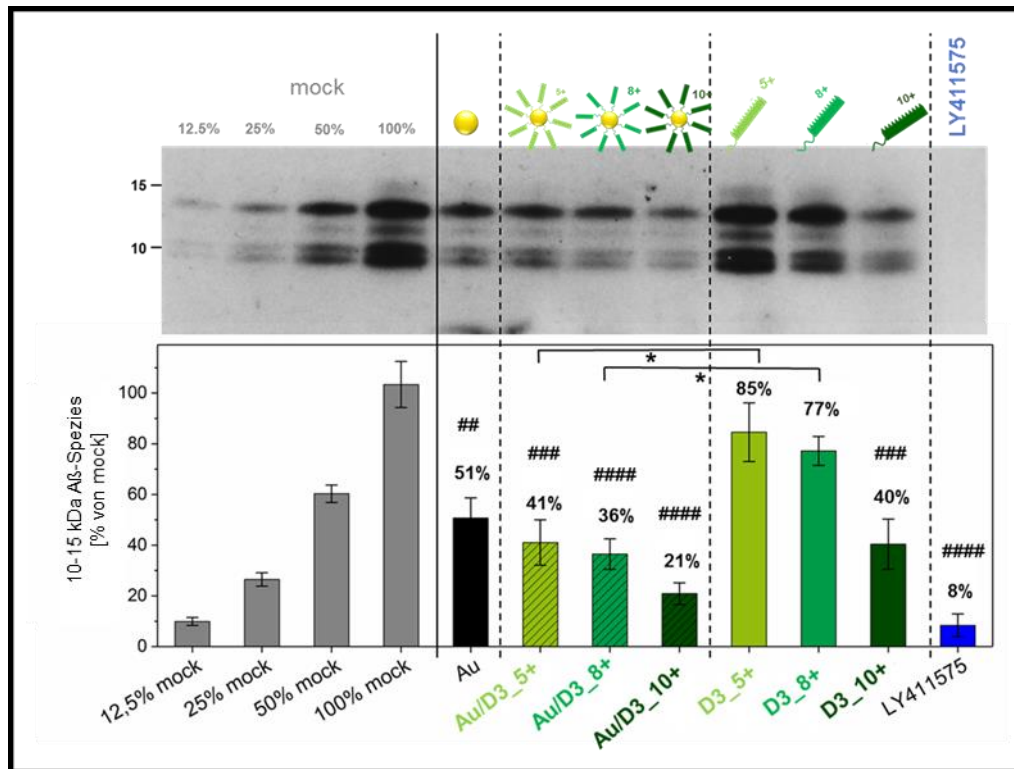 mock
12.5% 25% 50% 100%
5+ 8+ 10+ 5+ 8+ 10+
LY411575
15
10
10-15 kDa Aß-Spezies
[% von mock]
100
80
60
40
20
0
*
*
##
51%
###
41%
####
36%
####
21%
85%
77%
###
40%
####
8%
12,5% mock
25% mock
50% mock
100% mock
Au
Au/D3_5+
Au/D3_8+
Au/D3_10+
D3_5+
D3_8+
D3_10+
LY411575